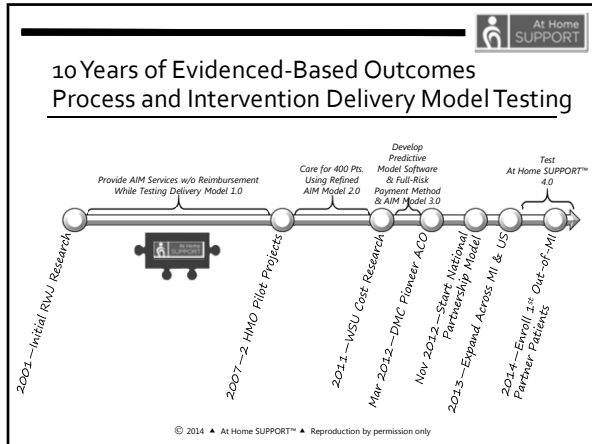 At Home
SUPPORT
10 Years of Evidenced-Based Outcomes
Process and Intervention Delivery Model Testing
Provide AIM Services w/o Reimbursement
While Testing Delivery Model 1.0
Care for 400 Pts.
Using Refined
AIM Model 2.0
Develop
Predictive
Model Software
& Full-Risk
Payment Method
& AIM Model 3.0
Test
At Home SUPPORT™
4.0
At Home
SUPPORT
2001—Initial RWJ Research
2007—2 HMO Pilot Projects
2011—WSU Cost Research
Mar 2012—DMC Pioneer ACO
Nov 2012—Start National
Partnership Model
2013—Expand Across MI & US
2014—Enroll 1st Out-of-MI
Partner Patients
© 2014 ▲ At Home SUPPORT™ ▲ Reproduction by permission only